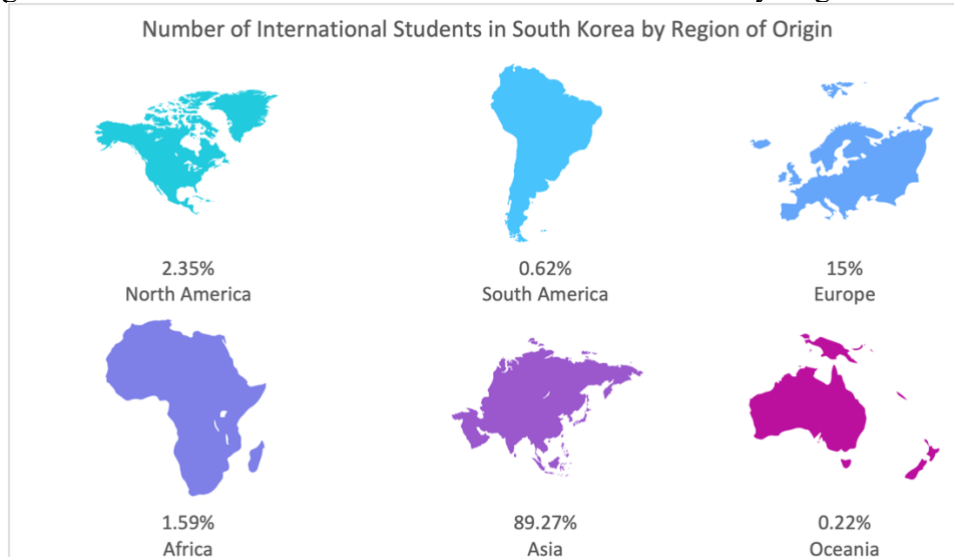 Number of International Students in South Korea by Region of Origin
2.35%
North America
0.62%
South America
15%
Europe
1.59%
Africa
89.27%
Asia
0.22%
Oceania